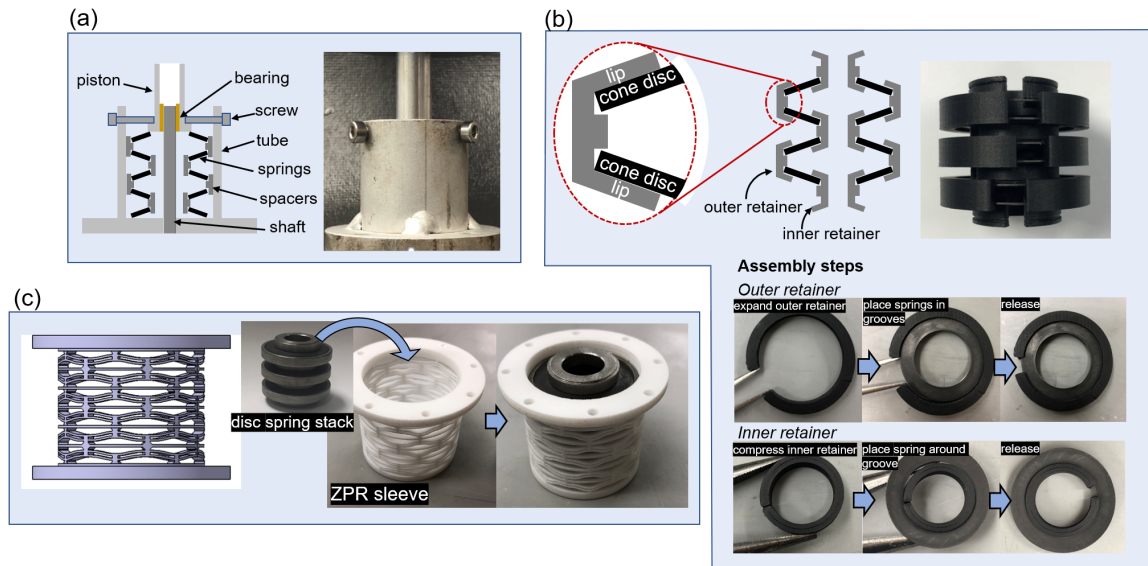 (a)
piston
bearing
screw
tube
springs
spacers
shaft
(b)
lip
cone disc
cone disc
lip
outer retainer
inner retainer
Assembly steps
Outer retainer
expand outer retainer
place springs in
grooves
release
Inner retainer
compress inner retainer
place spring around
groove
release
(c)
disc spring stack
ZPR sleeve